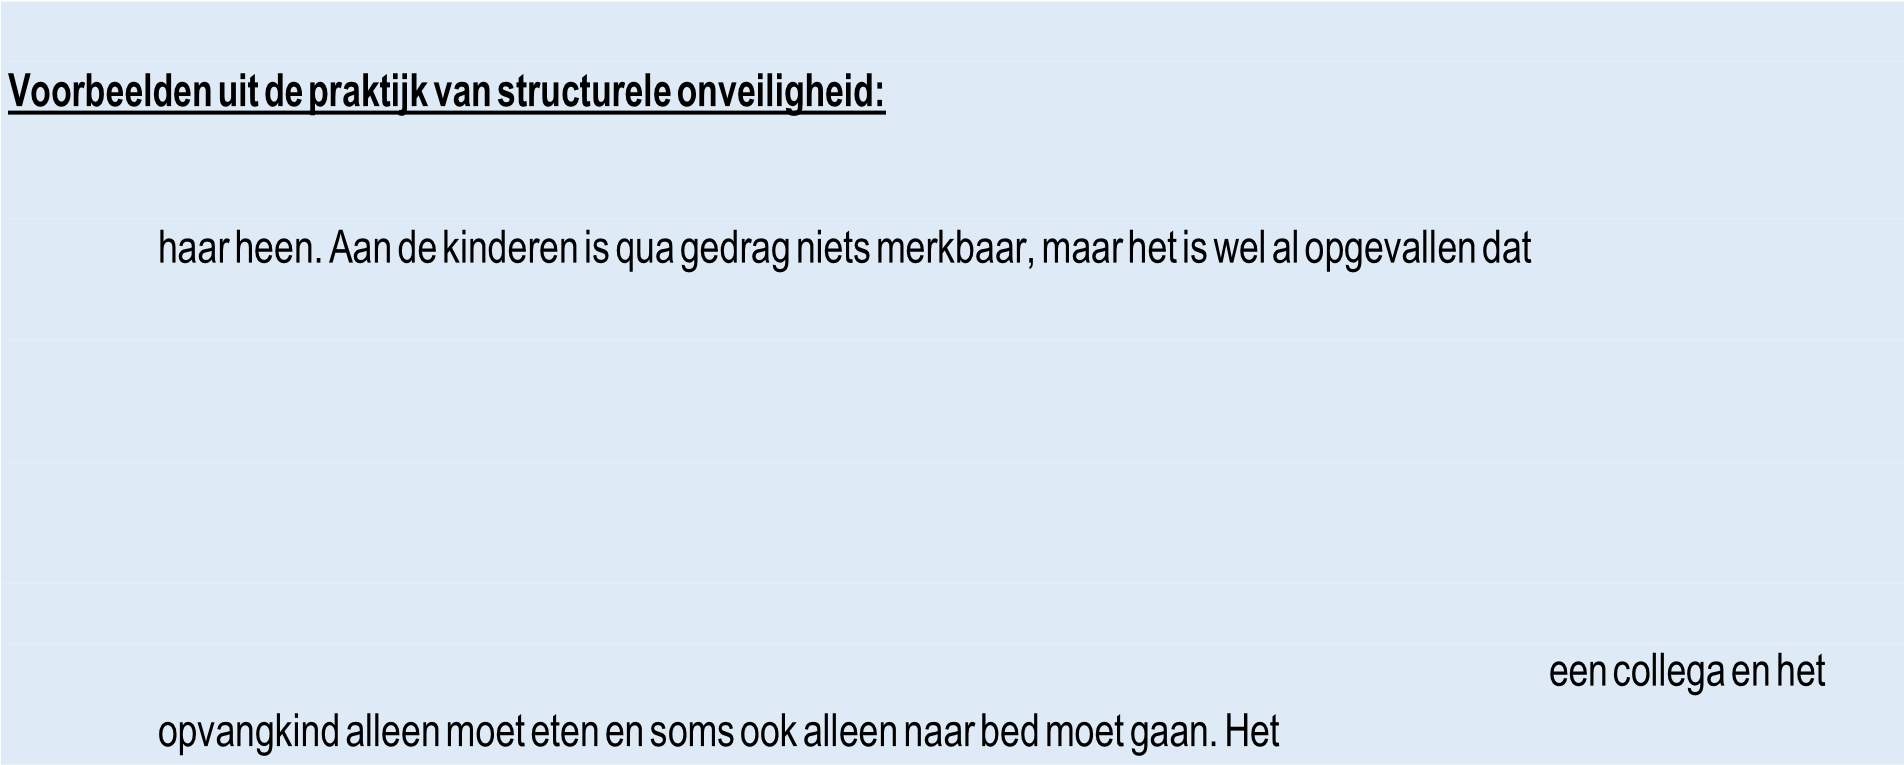 Voorbeelden uit de praktijk van structurele onveiligheid:
haar heen. Aan de kinderen is qua gedrag niets merkbaar, maar het is wel al opgevallen dat
een collega en het
opvangkind alleen moet eten en soms ook alleen naar bed moet gaan. Het